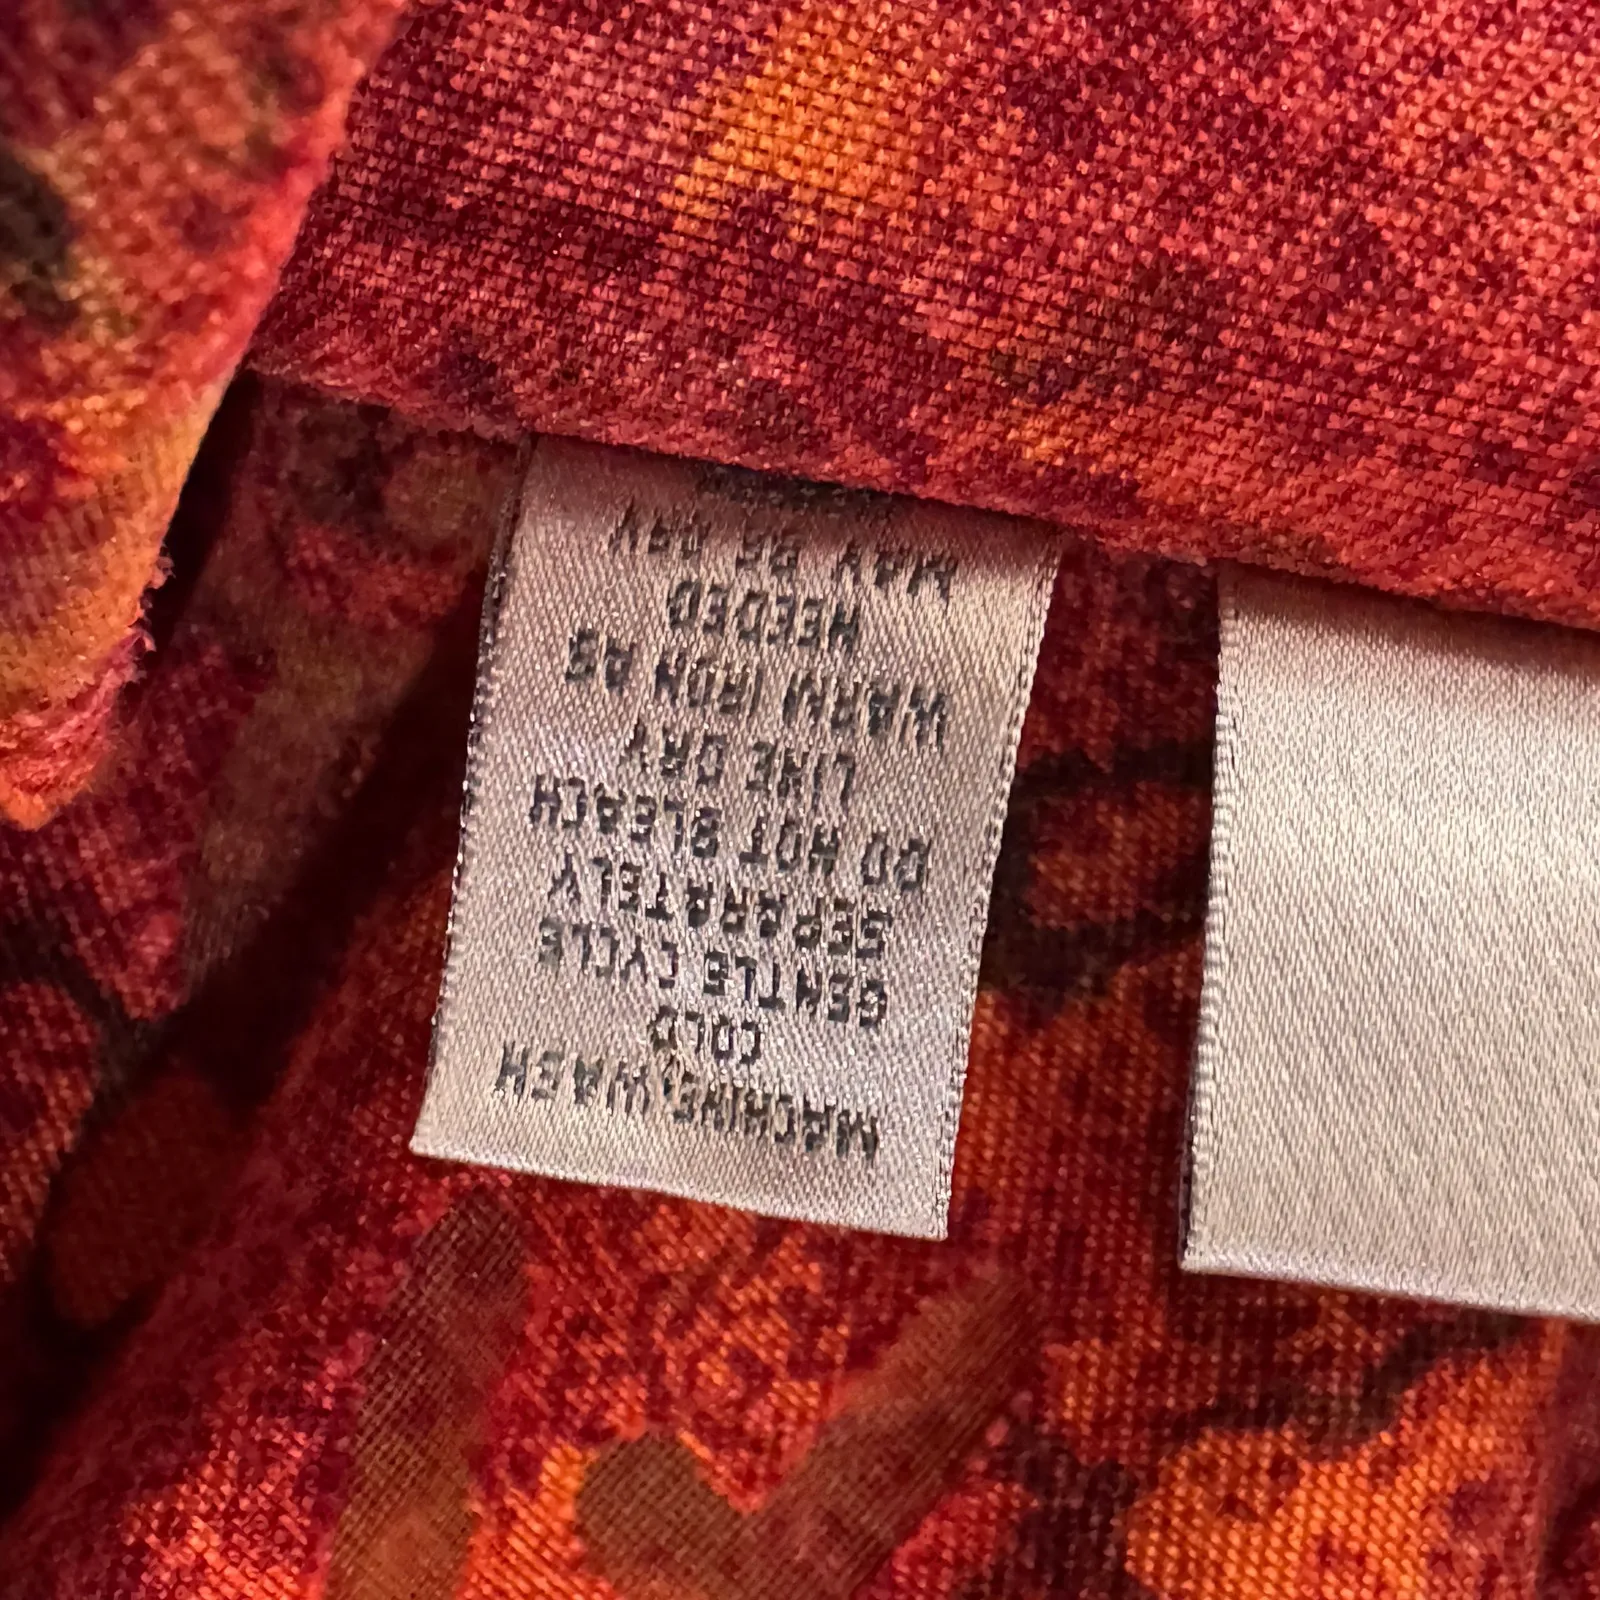 MACHINE WASH
COLD
GENTLE CYCLE
SEPARATELY
DO NOT BLEACH
LINE DRY
WARM IRON AS
NEEDED
MAY BE DRY